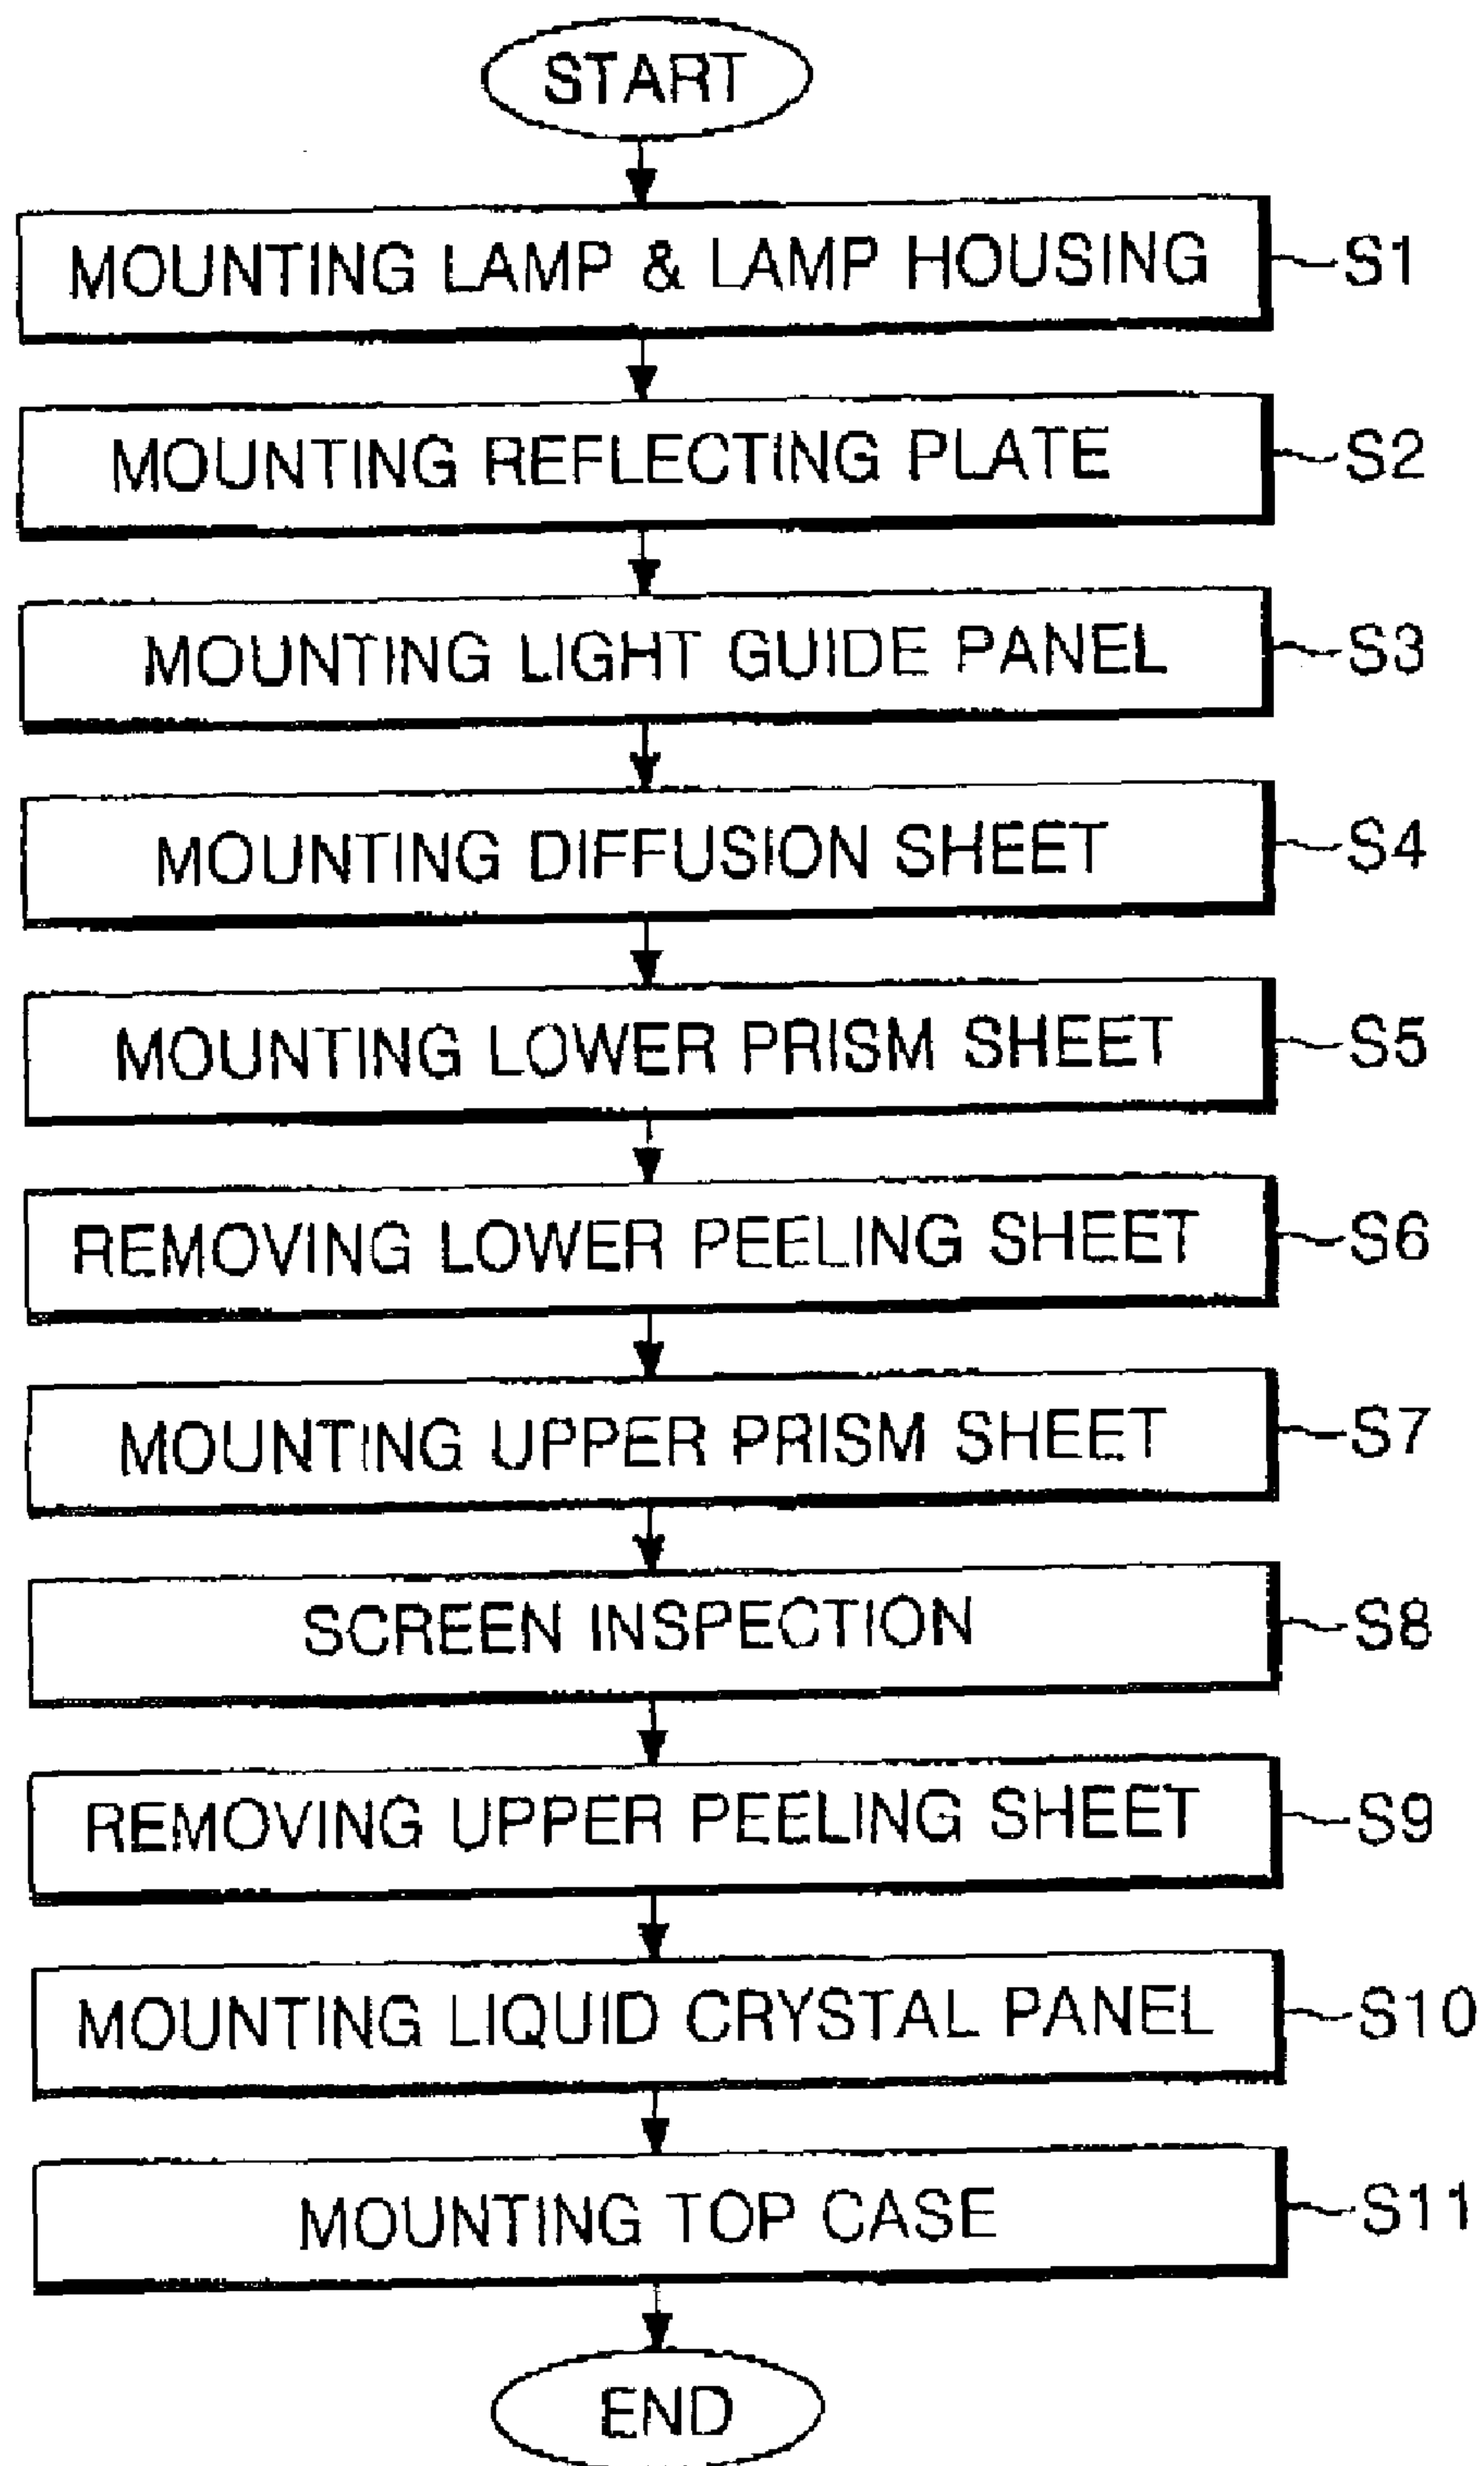 START
MOUNTING LAMP & LAMP HOUSING S1
MOUNTING REFLECTING PLATE S2
MOUNTING LIGHT GUIDE PANEL S3
MOUNTING DIFFUSION SHEET S4
MOUNTING LOWER PRISM SHEET S5
REMOVING LOWER PEELING SHEET S6
MOUNTING UPPER PRISM SHEET S7
SCREEN INSPECTION S8
REMOVING UPPER PEELING SHEET S9
MOUNTING LIQUID CRYSTAL PANEL S10
MOUNTING TOP CASE S11
END